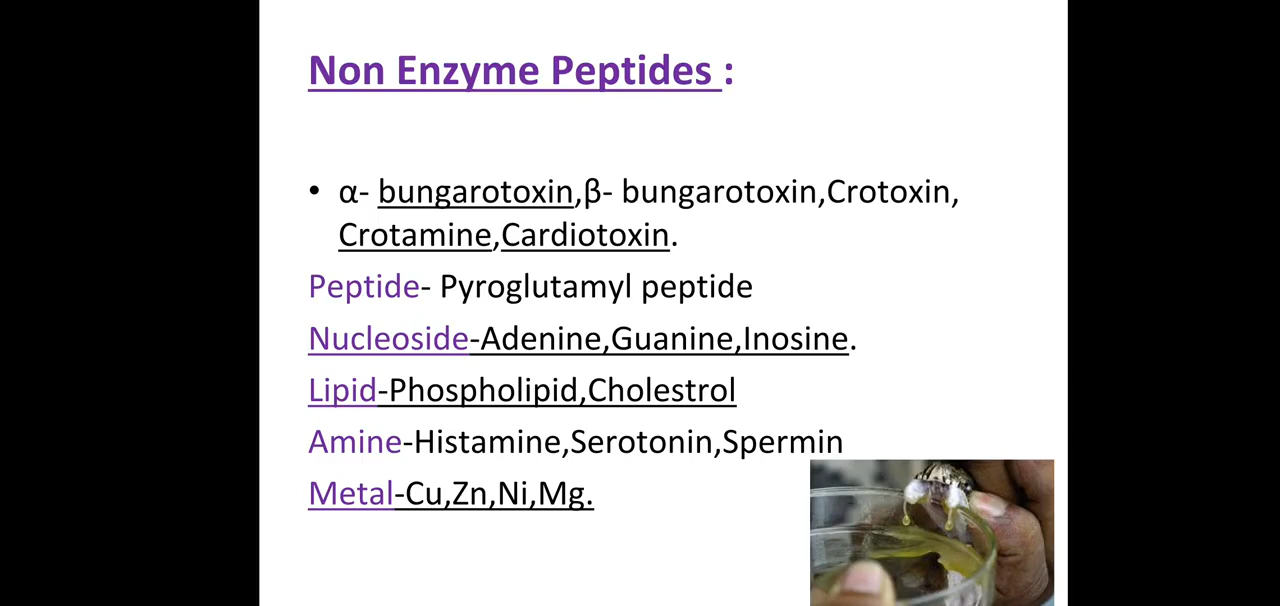 Non Enzyme Peptides :
• α- bungarotoxin,β- bungarotoxin,Crotoxin,
Crotamine,Cardiotoxin.
Peptide- Pyroglutamyl peptide
Nucleoside-Adenine,Guanine,Inosine.
Lipid-Phospholipid,Cholestrol
Amine-Histamine,Serotonin,Spermin
Metal-Cu,Zn,Ni,Mg.